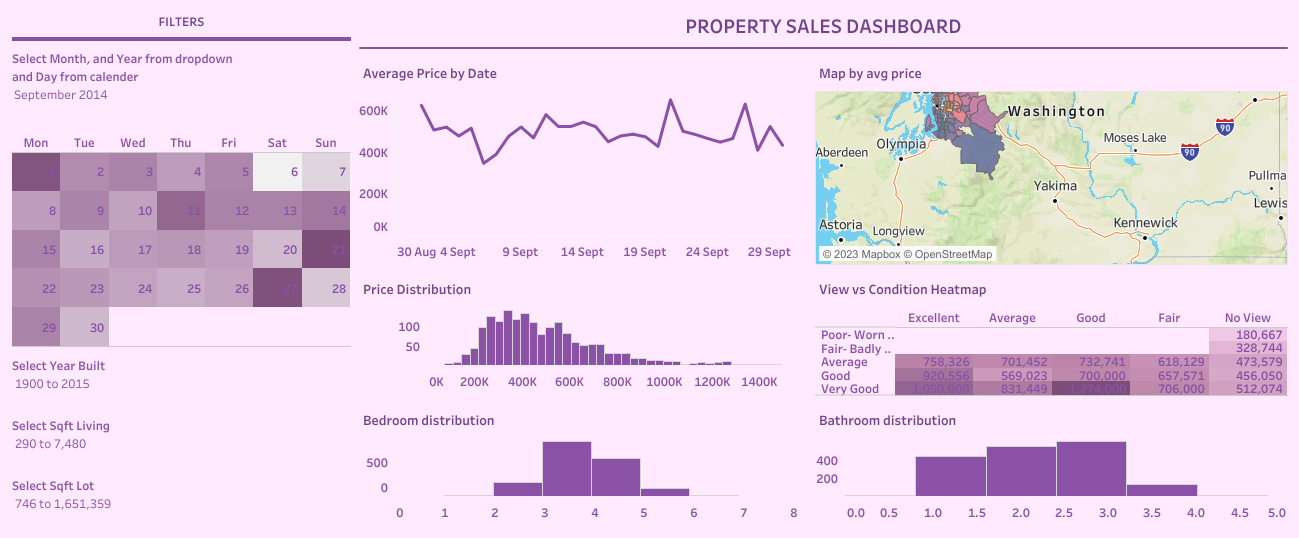 FILTERS
Select Month, and Year from dropdown
and Day from calender
September 2014
Mon Tue Wed Thu Fri Sat Sun
1 2 3 4 5 6 7
8 9 10 11 12 13 14
15 16 17 18 19 20 21
22 23 24 25 26 27 28
29 30
Select Year Built
1900 to 2015
Select Sqft Living
290 to 7,480
Select Sqft Lot
746 to 1,651,359
PROPERTY SALES DASHBOARD
Average Price by Date
600K
400K
200K
0K
30 Aug 4 Sept 9 Sept 14 Sept 19 Sept 24 Sept 29 Sept
Map by avg price
Washington
Moses Lake
90
90
Olympia
Aberdeen
Pullma
Yakima
Lewis
Kennewick
Astoria
Longview
© 2023 Mapbox © OpenStreetMap
Price Distribution
100
50
0K 200K 400K 600K 800K 1000K 1200K 1400K
View vs Condition Heatmap
Excellent Average Good Fair No View
Poor- Worn .. 180,667
Fair- Badly .. 328,744
Average 758,326 701,452 732,741 618,129 473,579
Good 920,556 569,023 700,000 657,571 456,050
Very Good 1,050,000 831,449 706,000 512,074
Bedroom distribution
500
0
0 1 2 3 4 5 6 7 8
Bathroom distribution
400
200
0.0 0.5 1.0 1.5 2.0 2.5 3.0 3.5 4.0 4.5 5.0